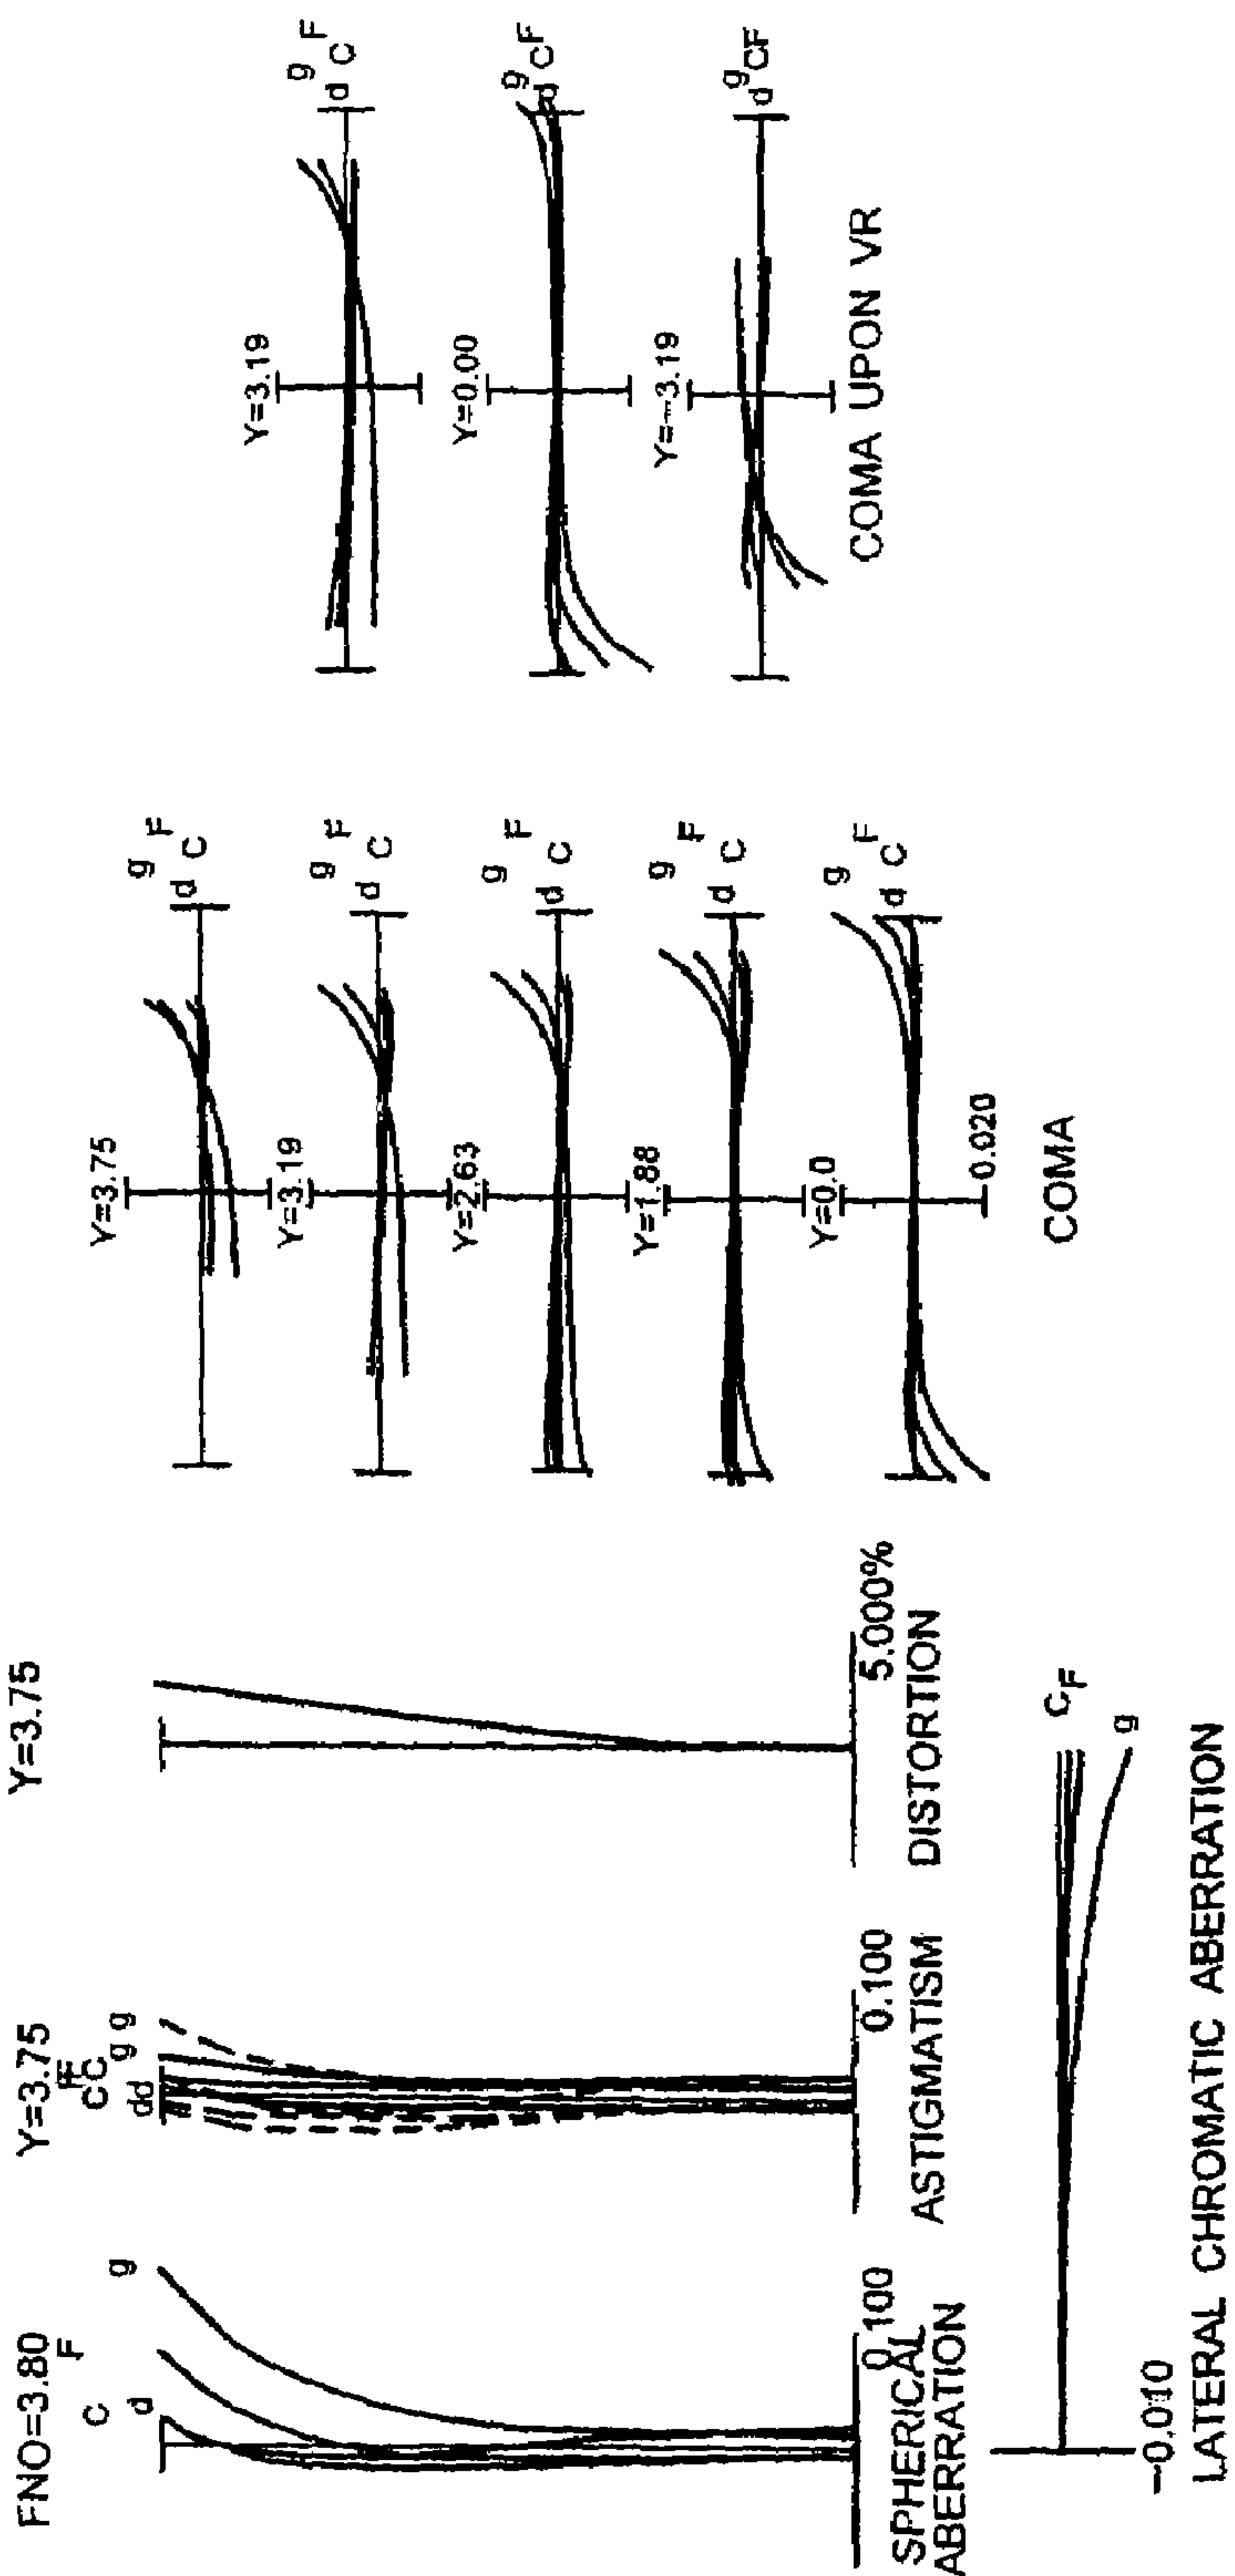 FNO=3.80
C
d
F
g
0.100
SPHERICAL
ABERRATION
Y=3.75
FF
C C
dd
g g
0.100
ASTIGMATISM
Y=3.75
5.000%
DISTORTION
Y=3.75
g
F
d
C
Y=3.19
g
F
d
C
Y=2.63
g
F
d
C
Y=1.88
g
F
d
C
Y=0.0
g
F
d
C
0.020
COMA
Y=3.19
g
F
d
C
Y=0.00
g
F
d
C
Y=-3.19
g
F
d
C
COMA UPON VR
C
F
g
-0.010
LATERAL CHROMATIC ABERRATION